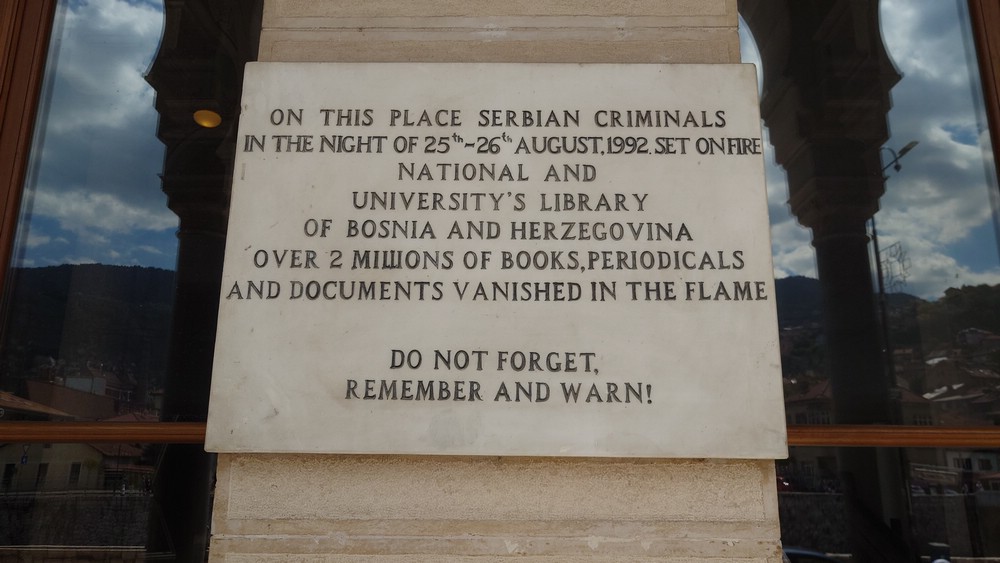 ON THIS PLACE SERBIAN CRIMINALS
IN THE NIGHT OF 25th~26th AUGUST, 1992. SET ON FIRE
NATIONAL AND
UNIVERSITY'S LIBRARY
OF BOSNIA AND HERZEGOVINA
OVER 2 MILLIONS OF BOOKS, PERIODICALS
AND DOCUMENTS VANISHED IN THE FLAME
DO NOT FORGET,
REMEMBER AND WARN!